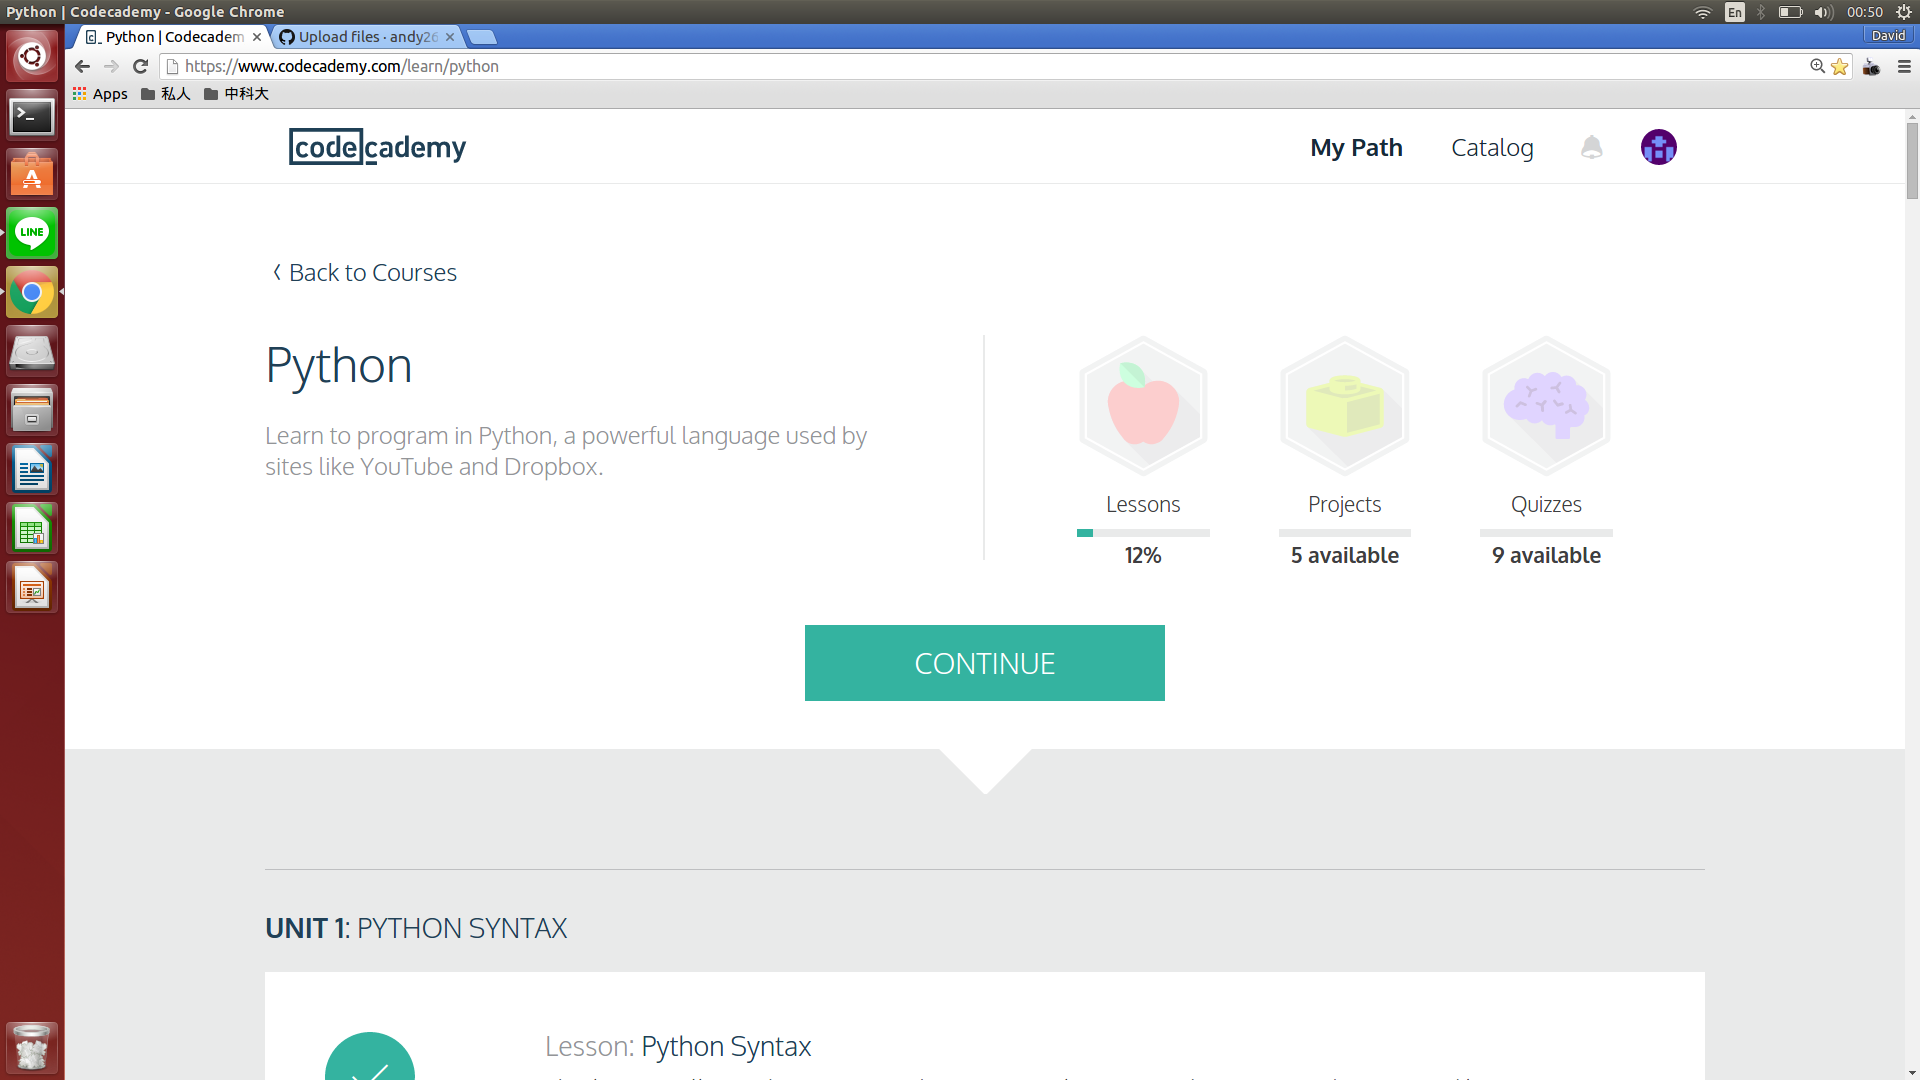 Python | Codecademy - Google Chrome
En
00:50
Python | Codecadem
Upload files · andy26
David
https://www.codecademy.com/learn/python
Apps
私人
中科大
codecademy
My Path
Catalog
LINE
Back to Courses
Python
Learn to program in Python, a powerful language used by
sites like YouTube and Dropbox.
Lessons
Projects
Quizzes
12%
5 available
9 available
CONTINUE
UNIT 1: PYTHON SYNTAX
Lesson: Python Syntax